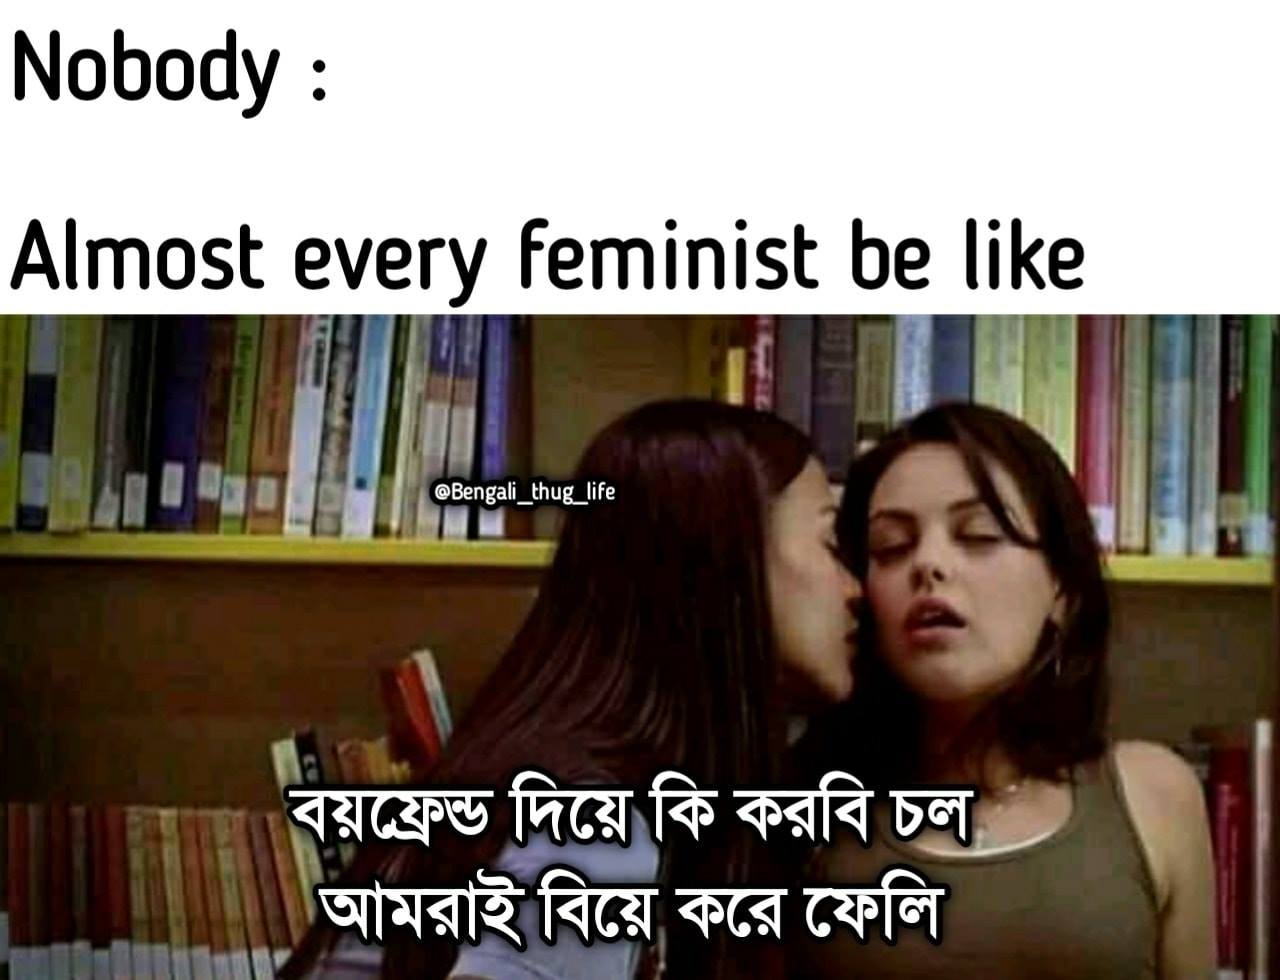 Nobody :
Almost every feminist be like
@Bengali_thug_life
বয়ফ্রেন্ড দিয়ে কি করবি চল
আমরাই বিয়ে করে ফেলি